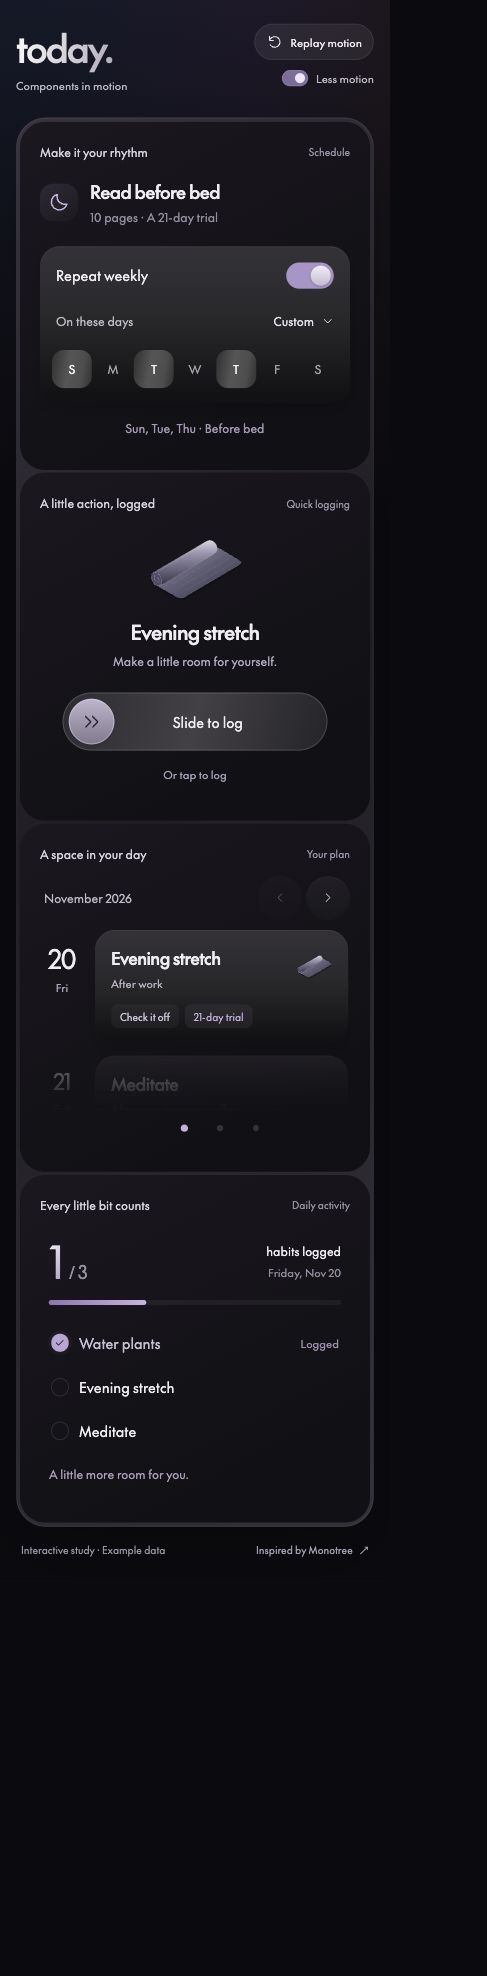 today.
Replay motion
Components in motion
Less motion
Make it your rhythm
Schedule
Read before bed
10 pages · A 21-day trial
Repeat weekly
On these days
Custom
S M T W T F S
Sun, Tue, Thu · Before bed
A little action, logged
Quick logging
Evening stretch
Make a little room for yourself.
Slide to log
Or tap to log
A space in your day
Your plan
November 2026
20
Fri
Evening stretch
After work
Check it off
21-day trial
21
Meditate
Every little bit counts
Daily activity
1 / 3
habits logged
Friday, Nov 20
Water plants
Logged
Evening stretch
Meditate
A little more room for you.
Interactive study · Example data
Inspired by Monotree ↗